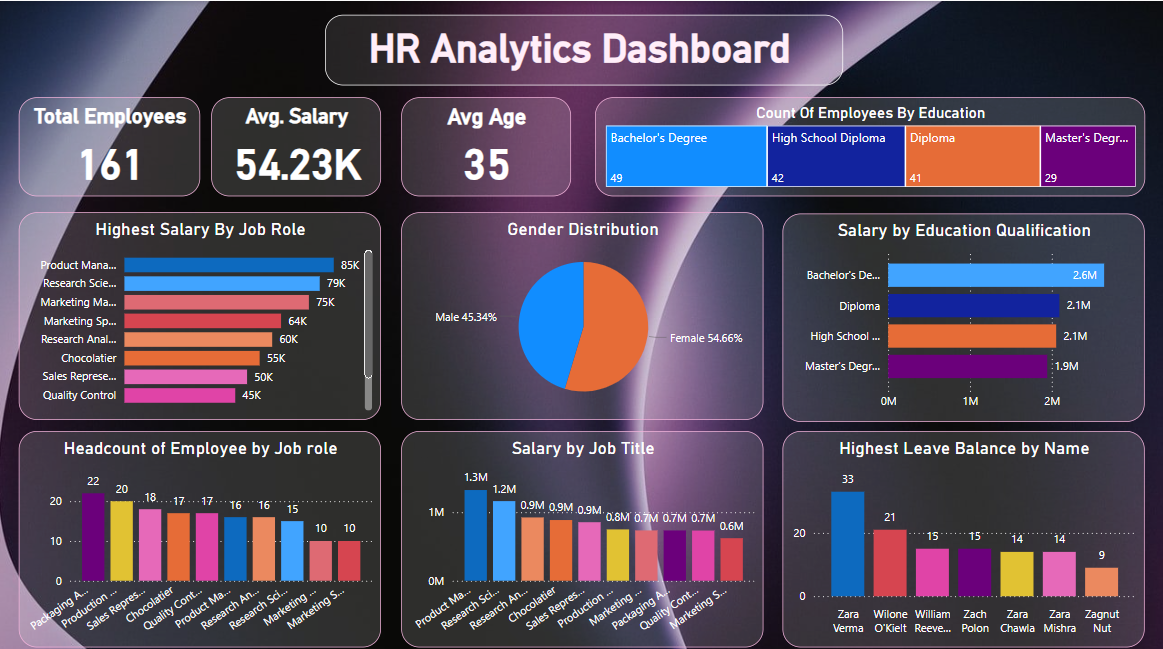 HR Analytics Dashboard
Total Employees
161
Avg. Salary
54.23K
Avg Age
35
Count Of Employees By Education
Bachelor's Degree
49
High School Diploma
42
Diploma
41
Master's Degr...
29
Highest Salary By Job Role
Product Mana... 85K
Research Scie... 79K
Marketing Ma... 75K
Marketing Sp... 64K
Research Anal... 60K
Chocolatier 55K
Sales Represe... 50K
Quality Control 45K
Gender Distribution
Male 45.34%
Female 54.66%
Salary by Education Qualification
Bachelor's De... 2.6M
Diploma 2.1M
High School ... 2.1M
Master's Degr... 1.9M
0M 1M 2M
Headcount of Employee by Job role
22 20 18 17 17 16 16 15 10 10
20
10
0
Packaging A... Production ... Sales Repres... Chocolatier Quality Cont... Product Ma... Research An... Research Sci... Marketing ... Marketing S...
Salary by Job Title
1.3M 1.2M 0.9M 0.9M 0.9M 0.8M 0.7M 0.7M 0.7M 0.6M
1M
0M
Product Ma... Research Sci... Research An... Chocolatier Sales Repres... Production ... Marketing ... Packaging A... Quality Cont... Marketing S...
Highest Leave Balance by Name
33 21 15 15 14 14 9
20
0
Zara Wilone William Zach Zara Zara Zagnut
Verma O'Kielt Reeve... Polon Chawla Mishra Nut